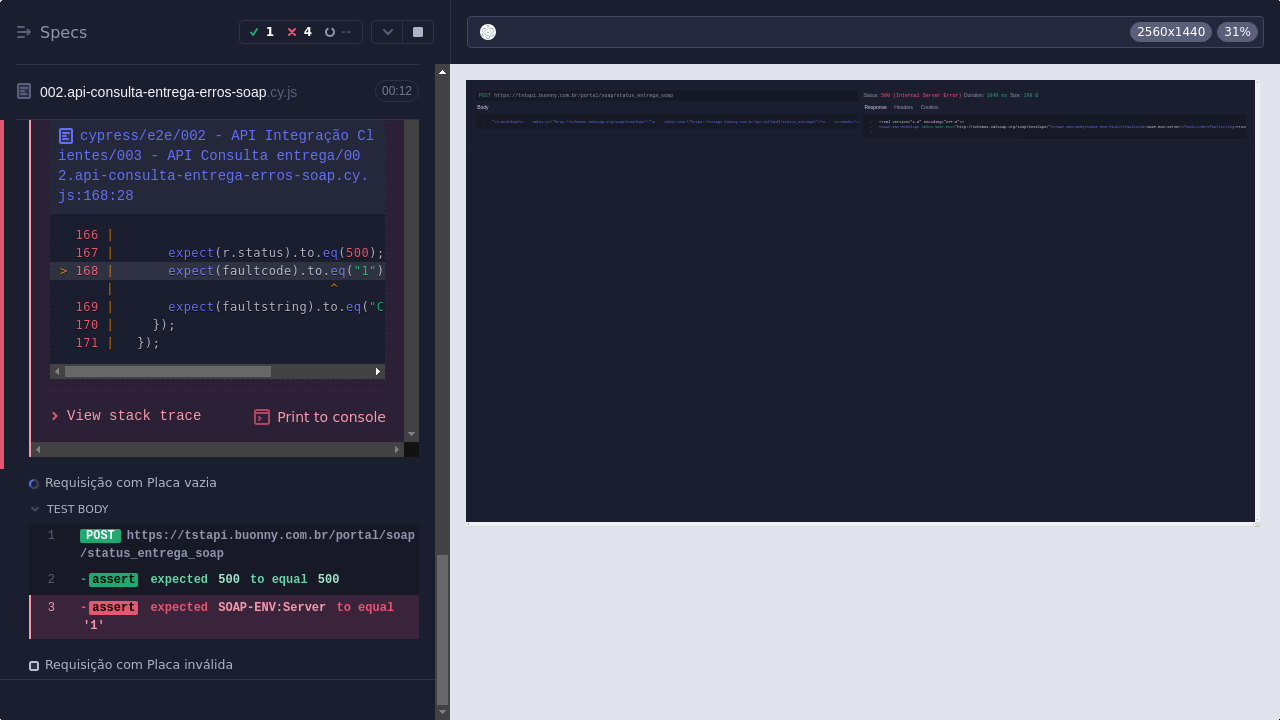 Specs
1
4
--
2560x1440
31%
002.api-consulta-entrega-erros-soap.cy.js
00:12
cypress/e2e/002 - API Integração Cl
ientes/003 - API Consulta entrega/00
2.api-consulta-entrega-erros-soap.cy.
js:168:28
166 |
167 | expect(r.status).to.eq(500);
> 168 | expect(faultcode).to.eq("1")
| ^
169 | expect(faultstring).to.eq("C
170 | });
171 | });
View stack trace
Print to console
Requisição com Placa vazia
TEST BODY
1 POST https://tstapi.buonny.com.br/portal/soap
/status_entrega_soap
2 -assert expected 500 to equal 500
3 -assert expected SOAP-ENV:Server to equal
'1'
Requisição com Placa inválida
POST https://tstapi.buonny.com.br/portal/soap/status_entrega_soap
Body
Status: 500 (Internal Server Error) Duration: 1049 ms Size:
Response Headers Cookies